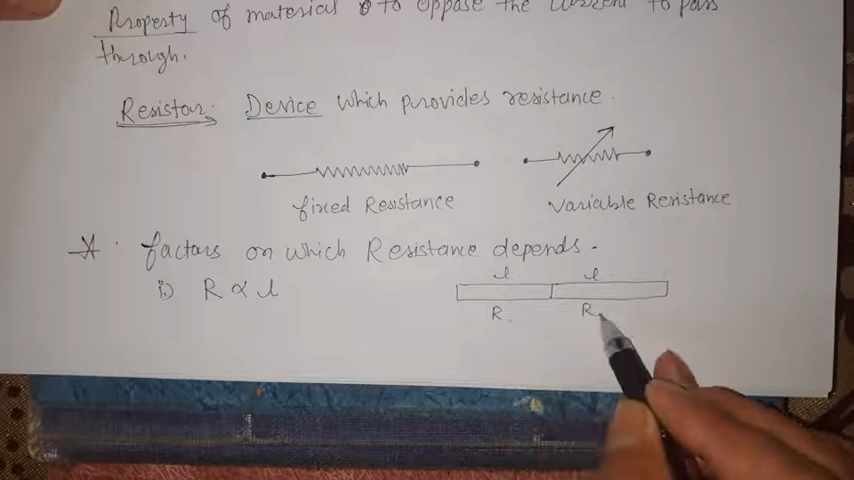 Property of material to oppose the current to pass
through.
Resistor. Device which provides resistance.
fixed Resistance
Variable Resistance.
* factors on which Resistance depends.
i.) R ∝ l
l l
R R